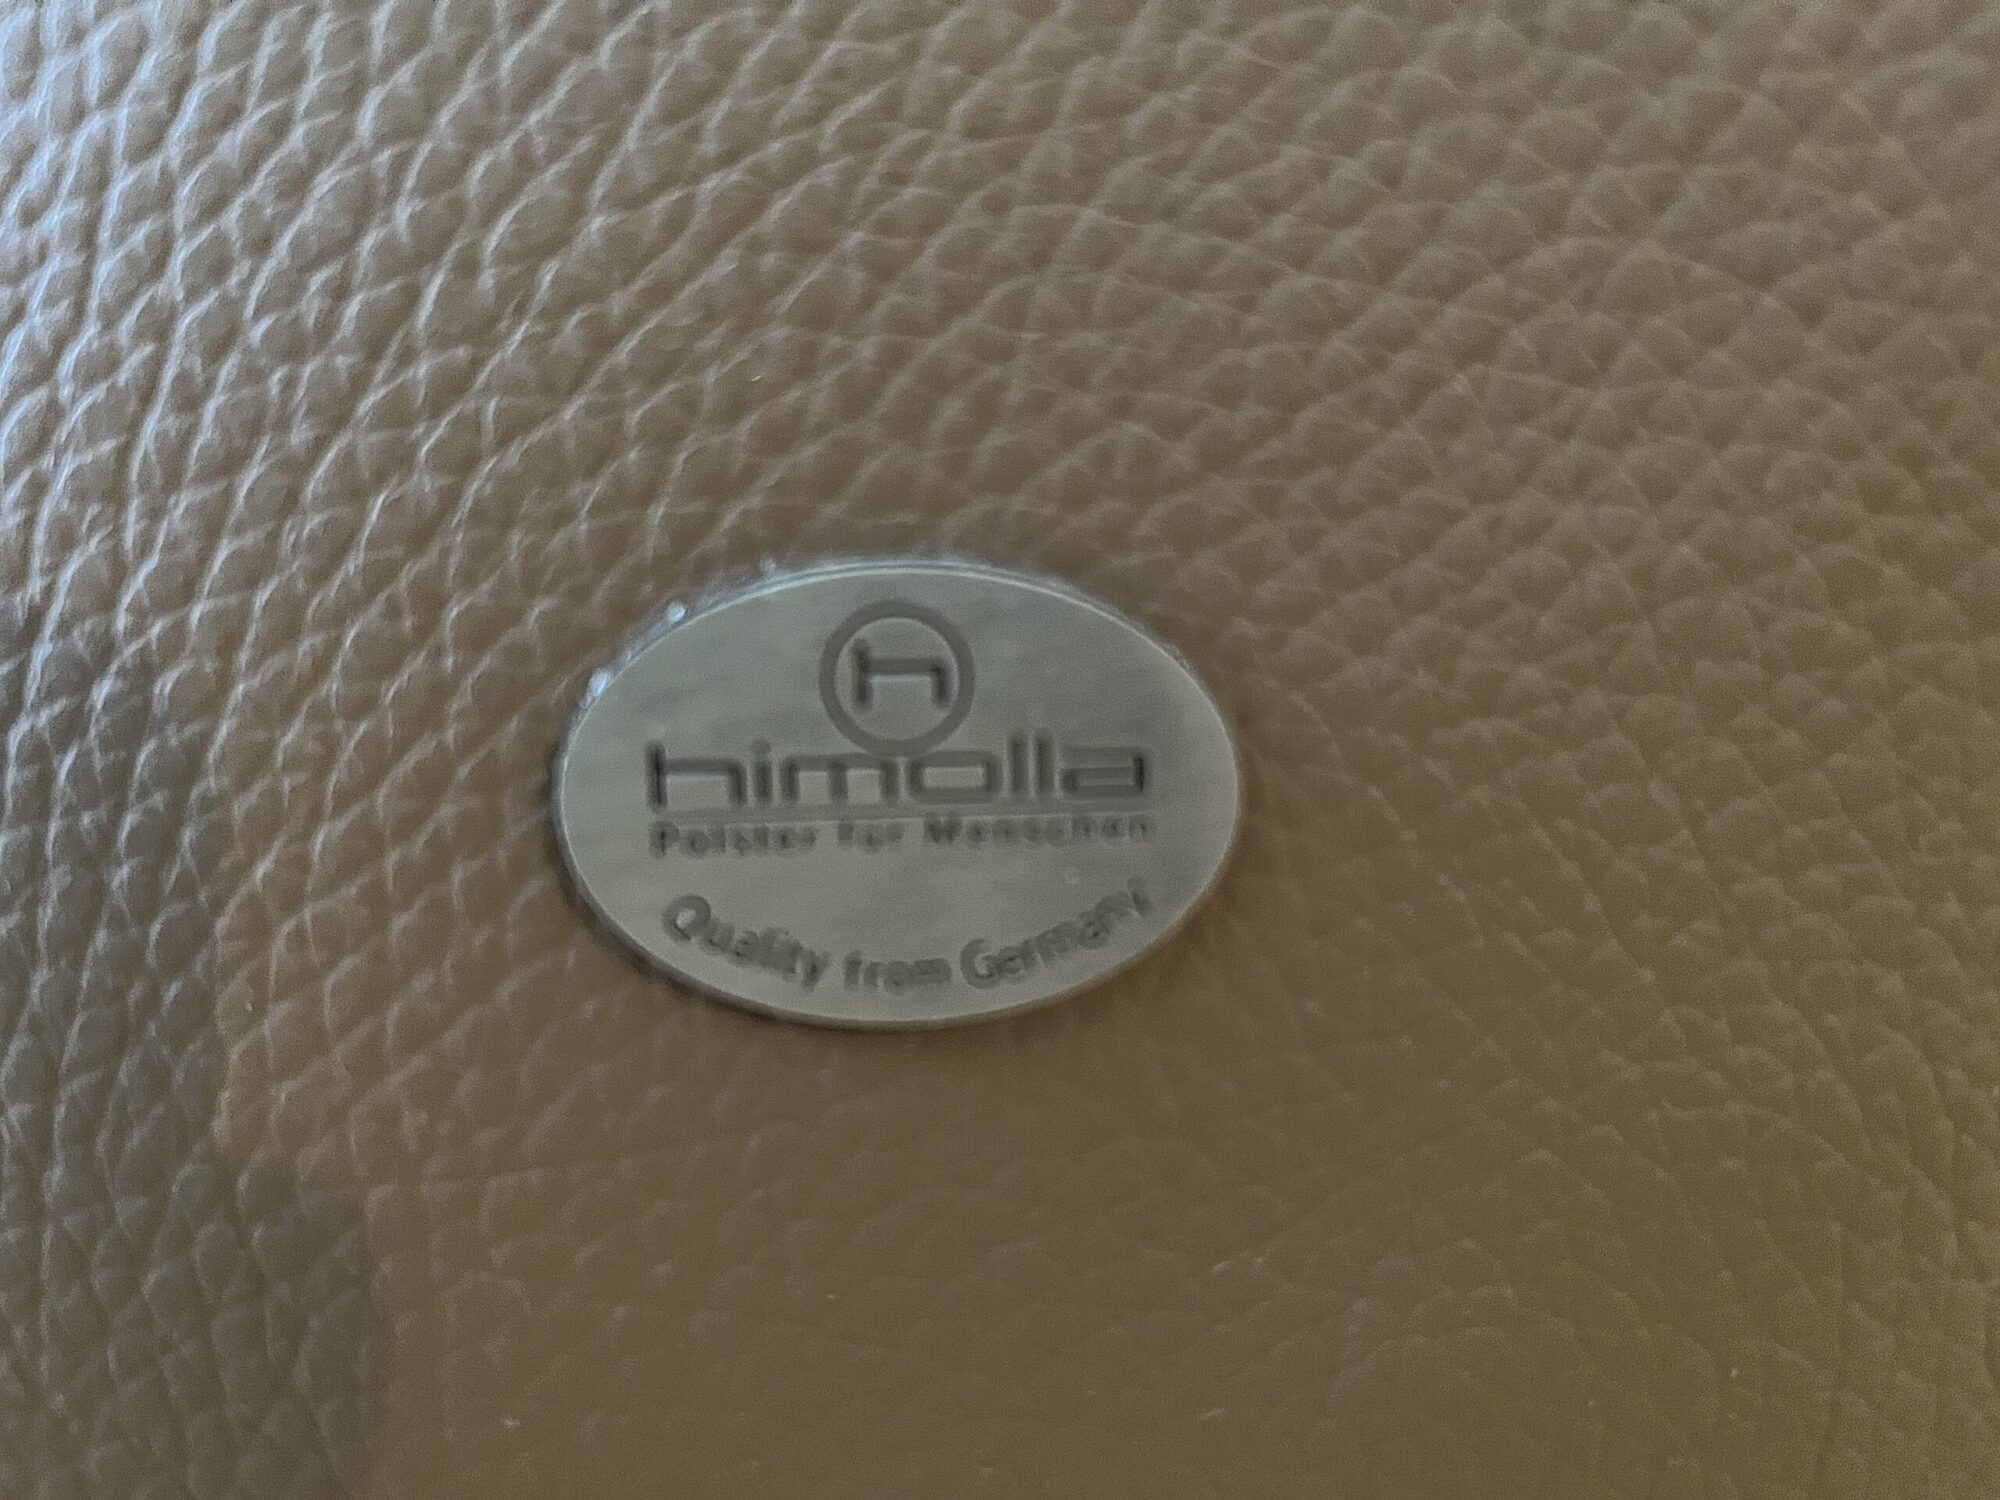 h
himolla
Polster für Menschen
Quality from Germany